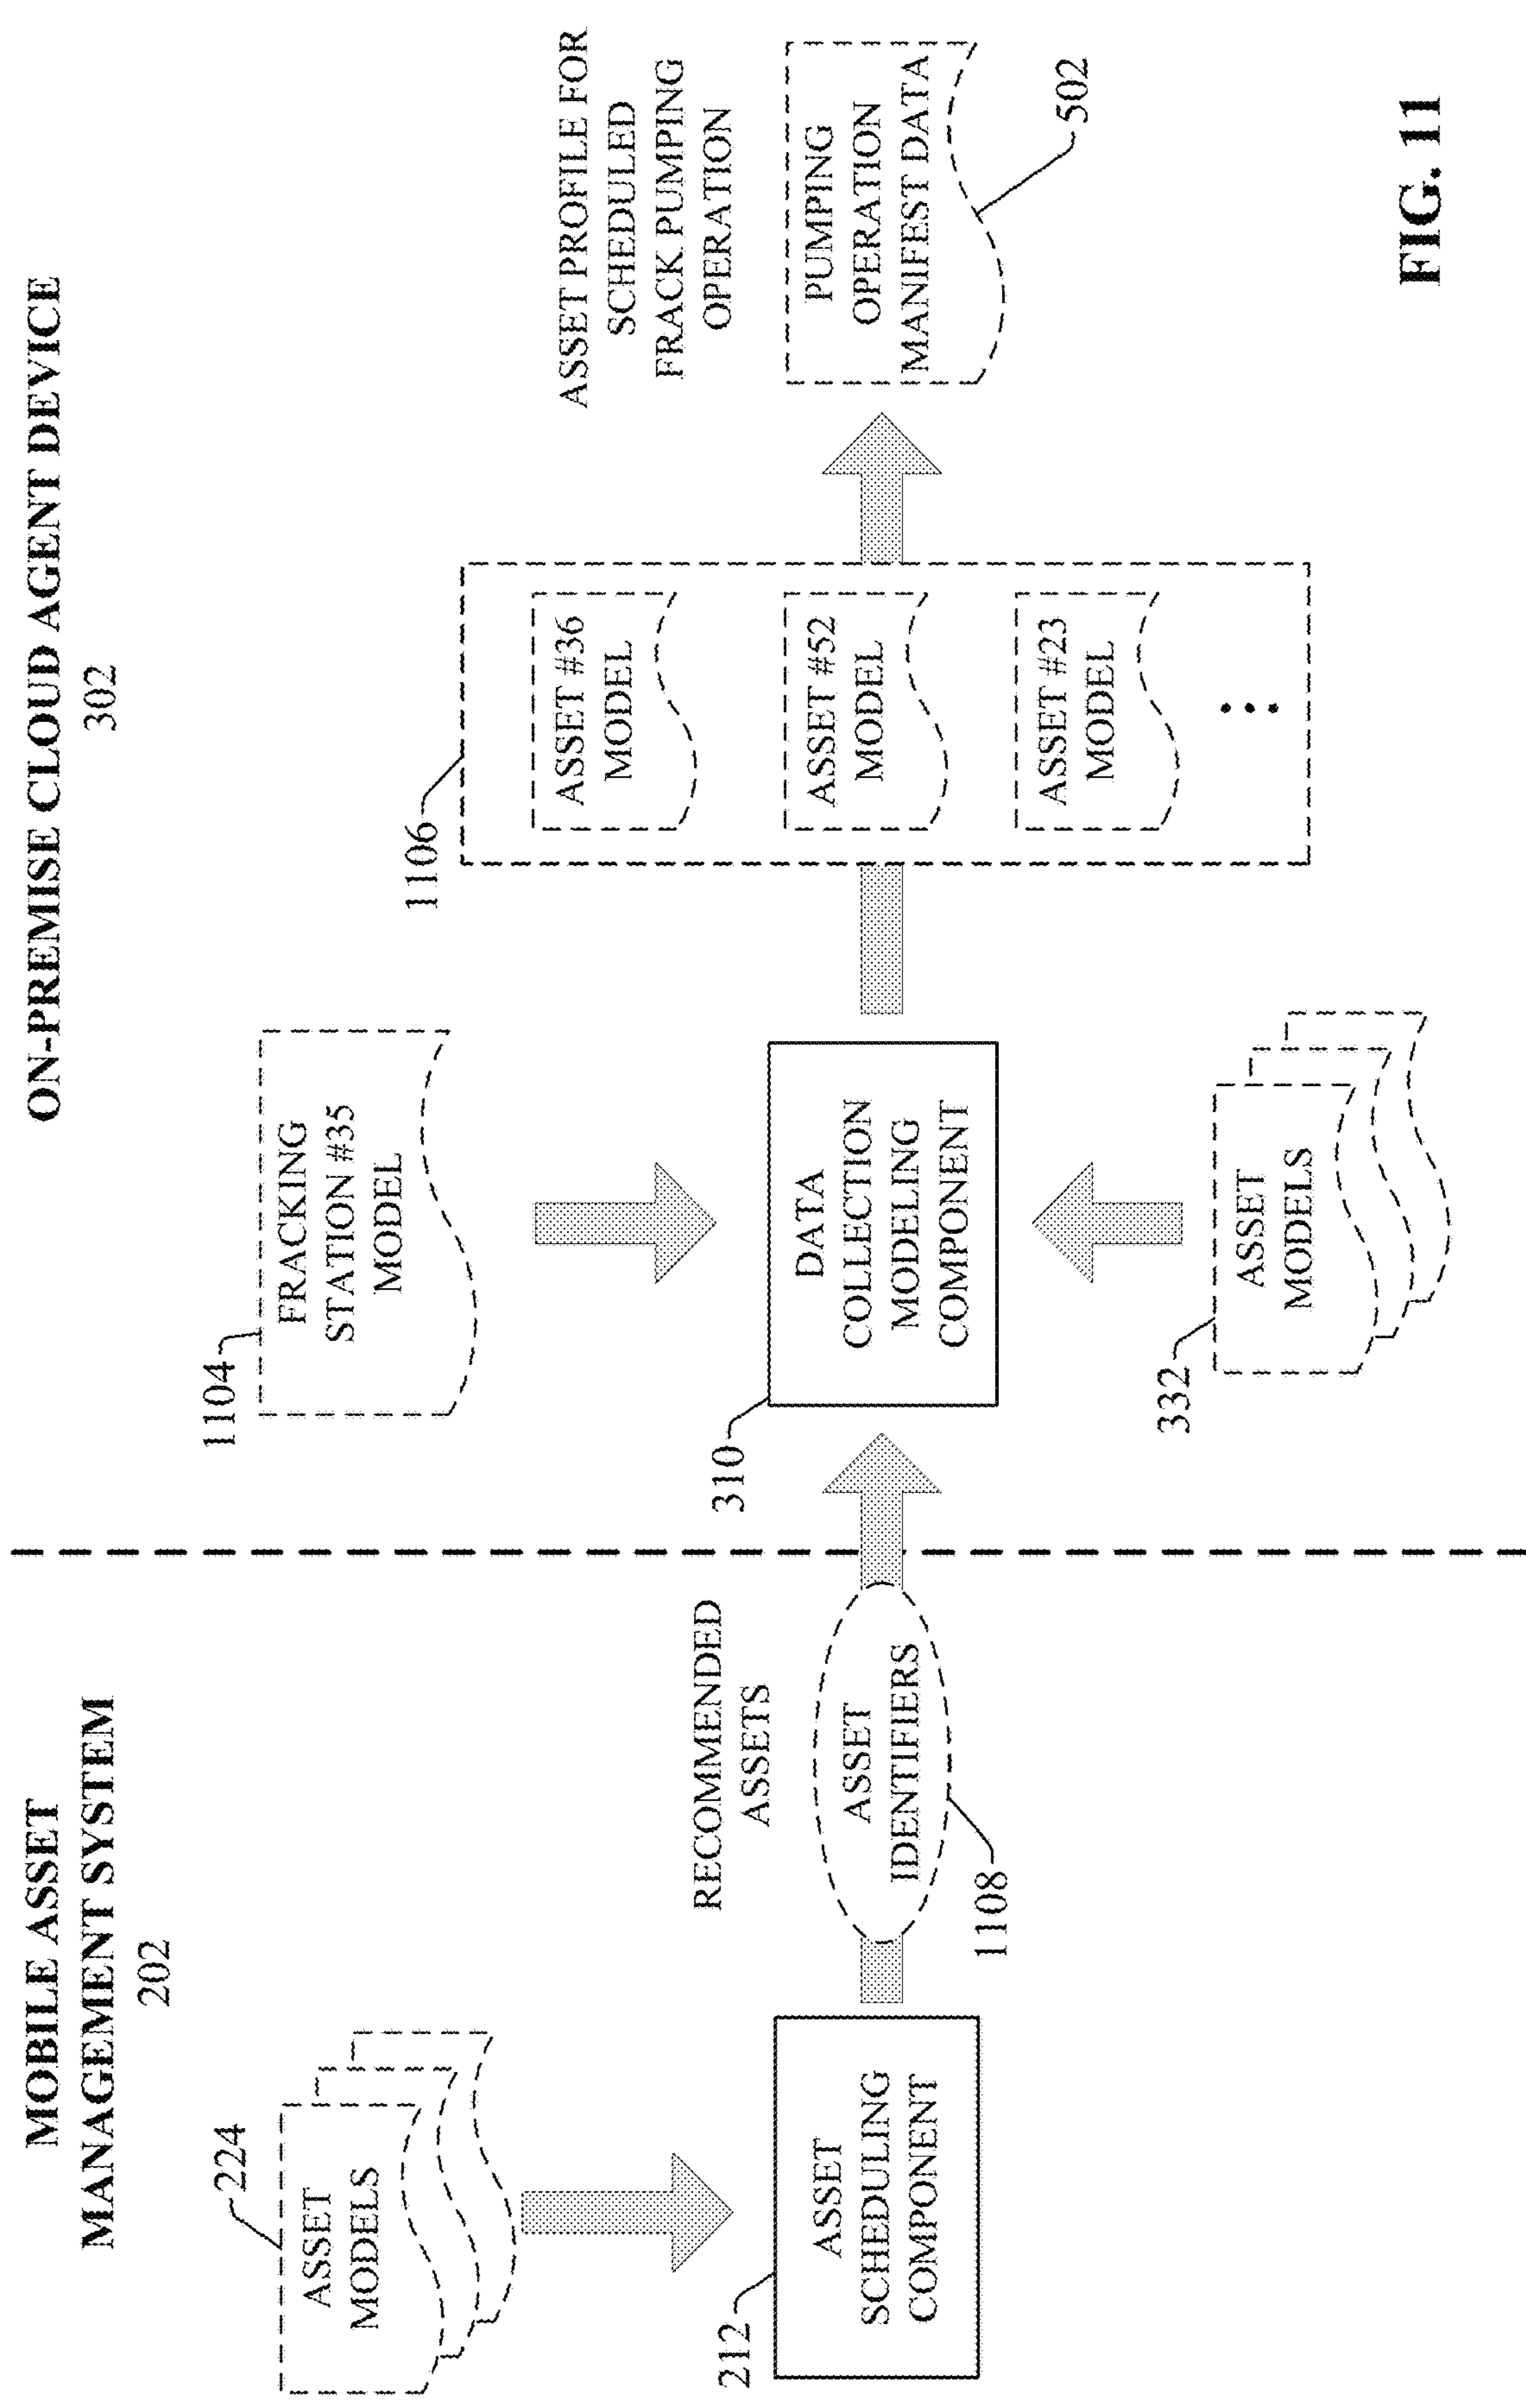 MOBILE ASSET
MANAGEMENT SYSTEM
202
224
ASSET
MODELS
212
ASSET
SCHEDULING
COMPONENT
RECOMMENDED
ASSETS
ASSET
IDENTIFIERS
1108
ON-PREMISE CLOUD AGENT DEVICE
302
1104
FRACKING
STATION #35
MODEL
310
DATA
COLLECTION
MODELING
COMPONENT
332
ASSET
MODELS
1106
ASSET #36
MODEL
ASSET #52
MODEL
ASSET #23
MODEL
ASSET PROFILE FOR
SCHEDULED
FRACK PUMPING
OPERATION
PUMPING
OPERATION
MANIFEST DATA
502
FIG. 11